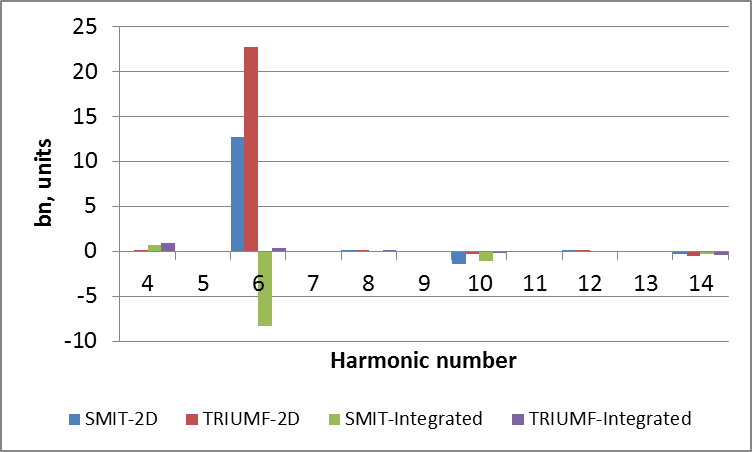 25
20
15
10
5
0
-5
-10
bn, units
4 5 6 7 8 9 10 11 12 13 14
Harmonic number
SMIT-2D TRIUMF-2D SMIT-Integrated TRIUMF-Integrated